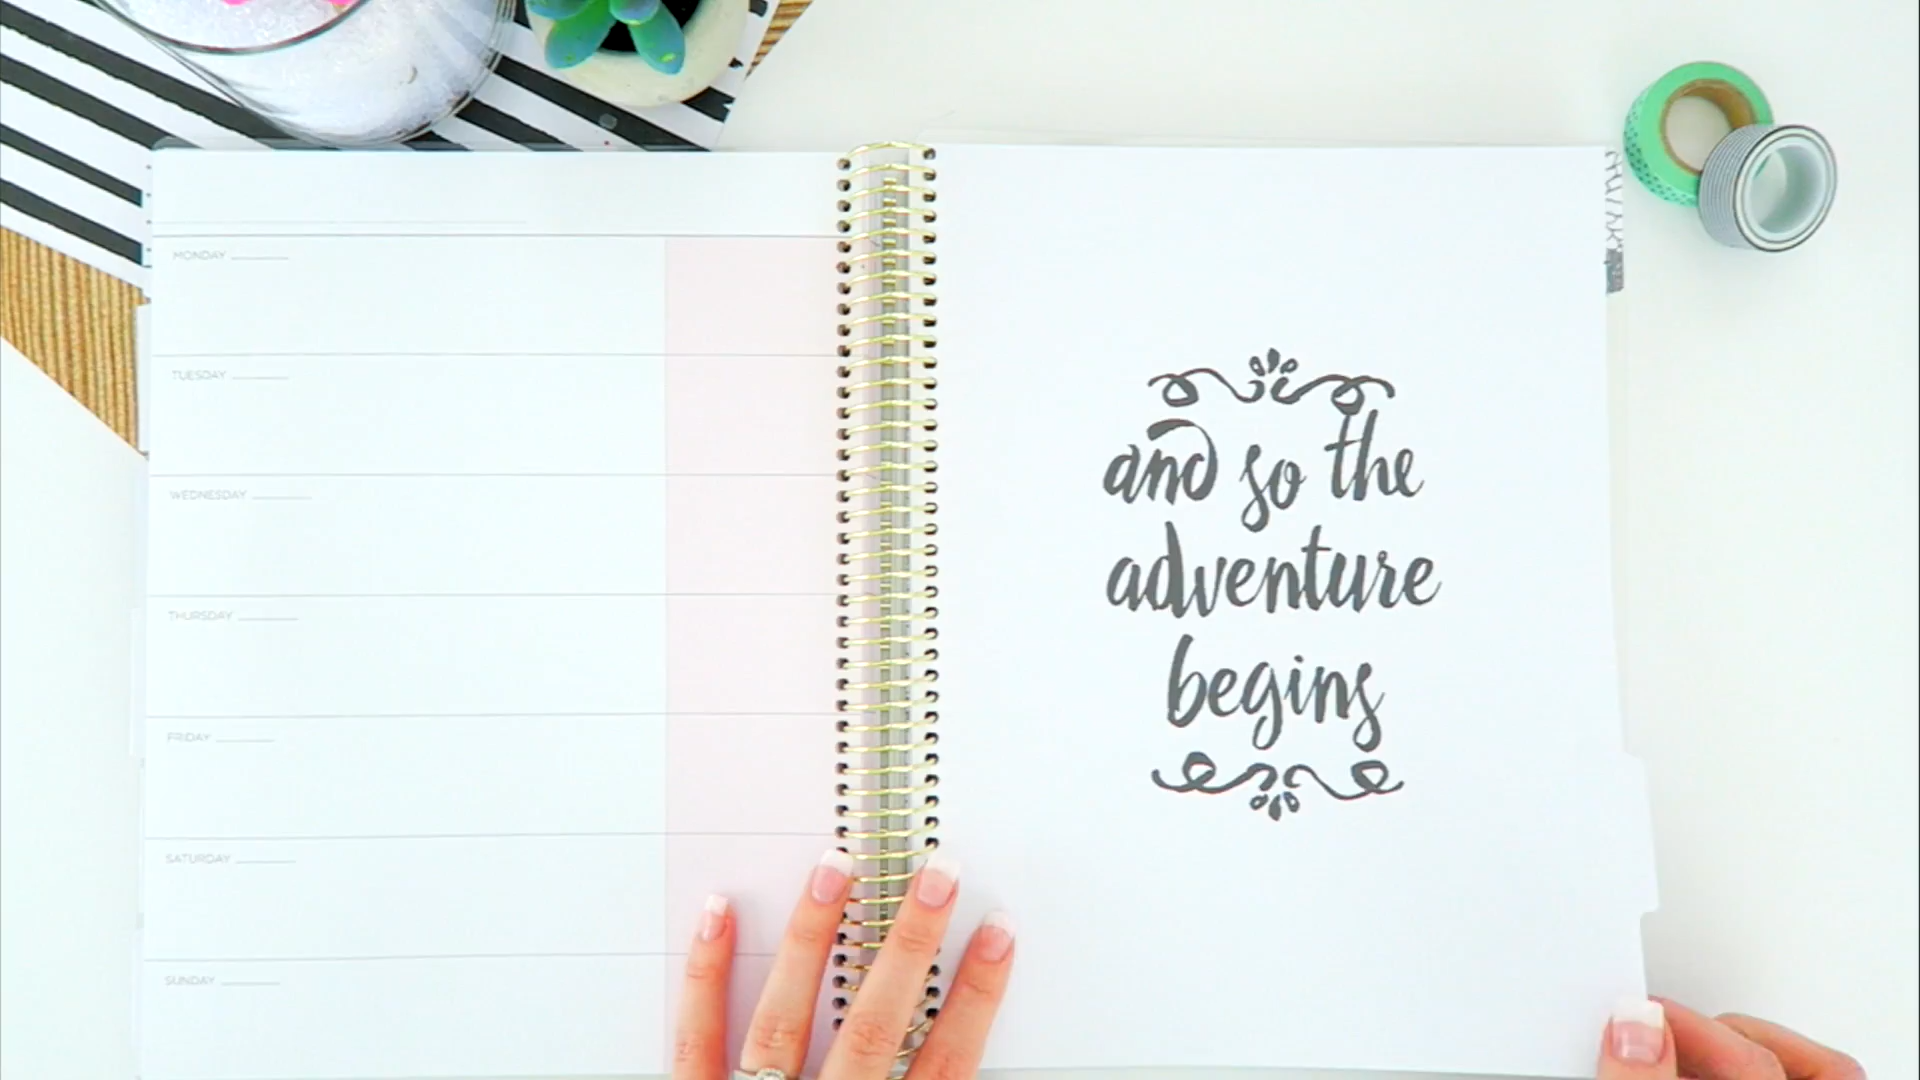 MONDAY
TUESDAY
WEDNESDAY
THURSDAY
FRIDAY
SATURDAY
SUNDAY
and so the
adventure
begins